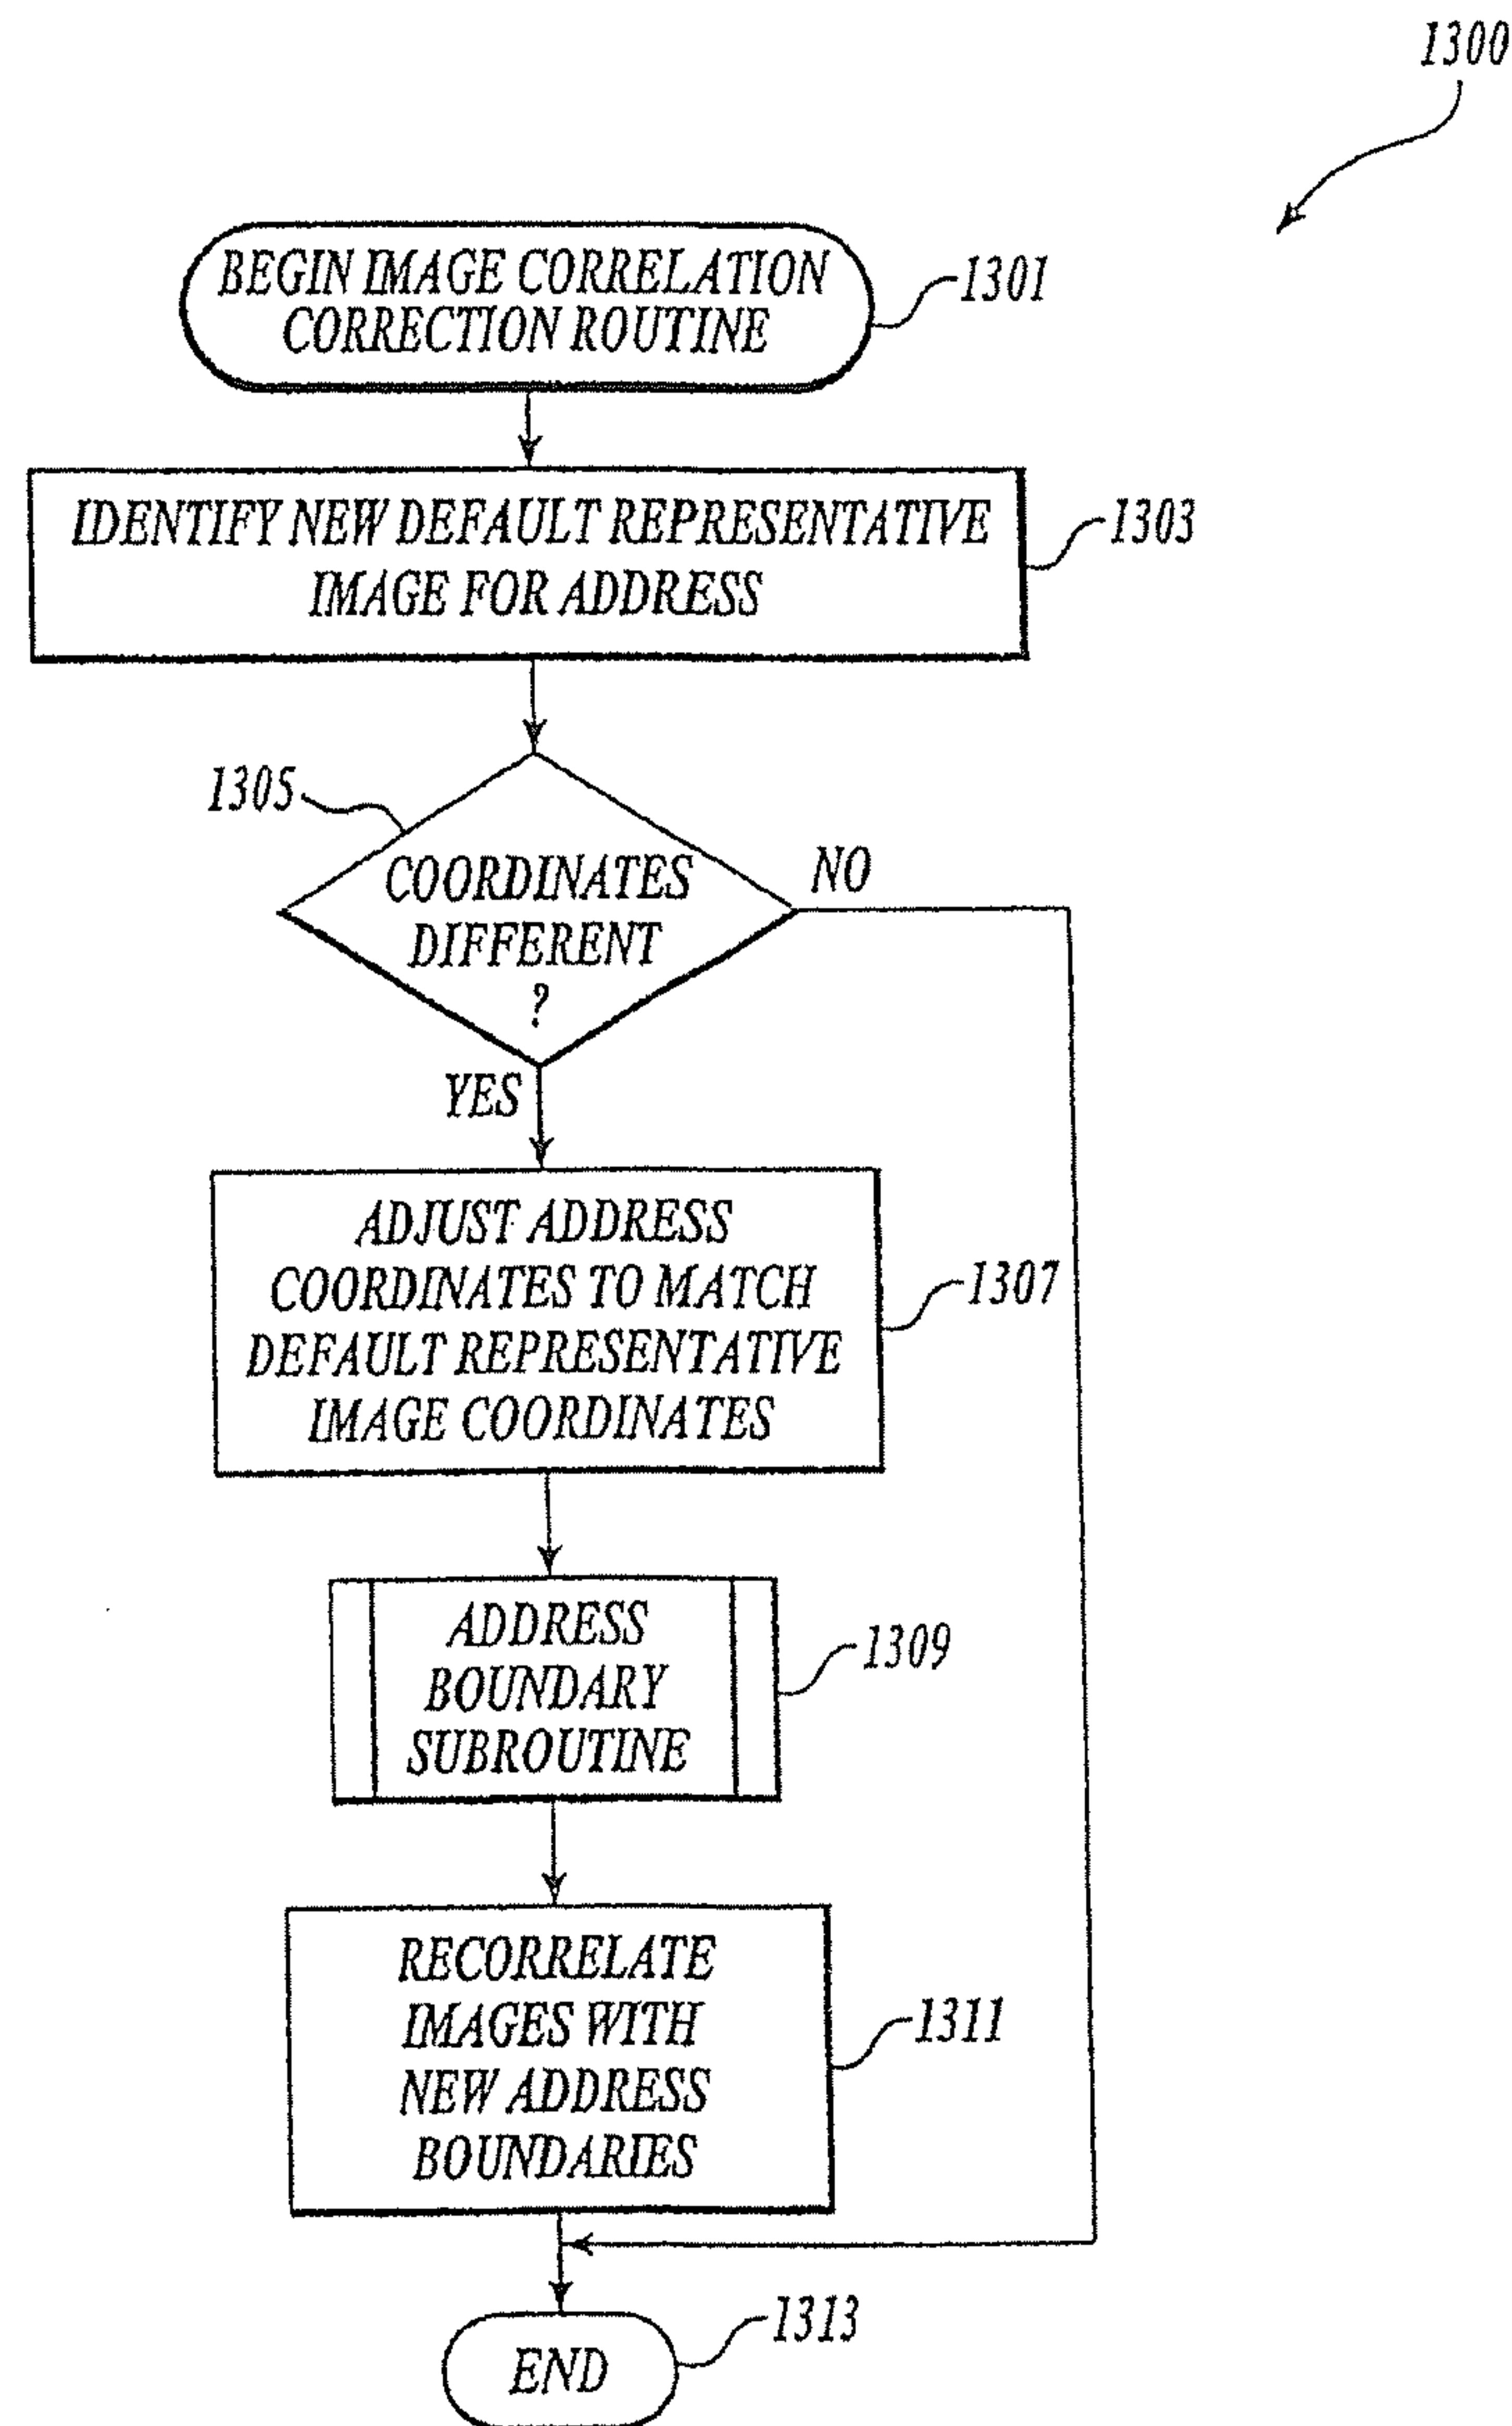 1300
BEGIN IMAGE CORRELATION
CORRECTION ROUTINE
1301
IDENTIFY NEW DEFAULT REPRESENTATIVE
IMAGE FOR ADDRESS
1303
1305
COORDINATES
DIFFERENT
?
NO
YES
ADJUST ADDRESS
COORDINATES TO MATCH
DEFAULT REPRESENTATIVE
IMAGE COORDINATES
1307
ADDRESS
BOUNDARY
SUBROUTINE
1309
RECORRELATE
IMAGES WITH
NEW ADDRESS
BOUNDARIES
1311
END
1313